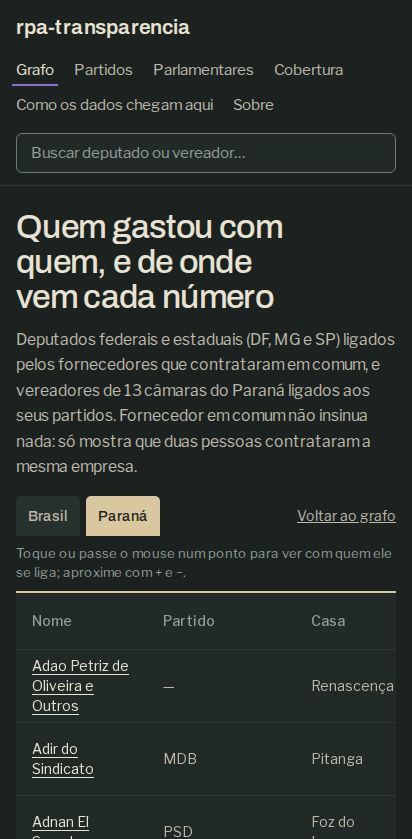 rpa-transparencia
Grafo Partidos Parlamentares Cobertura
Como os dados chegam aqui Sobre
Buscar deputado ou vereador...
Quem gastou com
quem, e de onde
vem cada número
Deputados federais e estaduais (DF, MG e SP) ligados
pelos fornecedores que contrataram em comum, e
vereadores de 13 câmaras do Paraná ligados aos
seus partidos. Fornecedor em comum não insinua
nada: só mostra que duas pessoas contrataram a
mesma empresa.
Brasil Paraná Voltar ao grafo
Toque ou passe o mouse num ponto para ver com quem ele
se liga; aproxime com + e −.
Nome Partido Casa
Adao Petriz de
Oliveira e — Renascença
Outros
Adir do
Sindicato MDB Pitanga
Adnan El Foz do
PSD